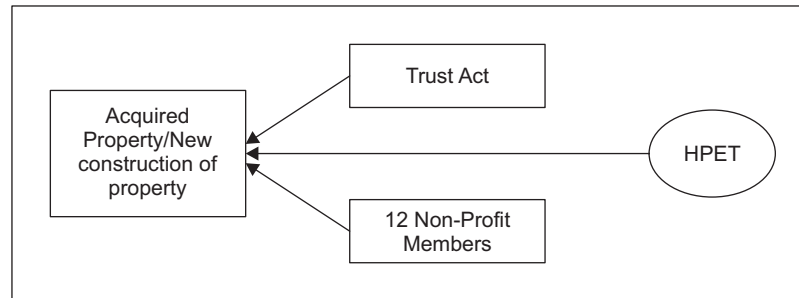 Trust Act
Acquired
Property/New
construction of
property
HPET
12 Non-Profit
Members